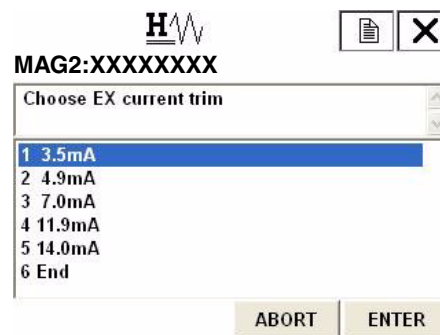 H
MAG2:XXXXXXXX
Choose EX current trim
1 3.5mA
2 4.9mA
3 7.0mA
4 11.9mA
5 14.0mA
6 End
ABORT ENTER